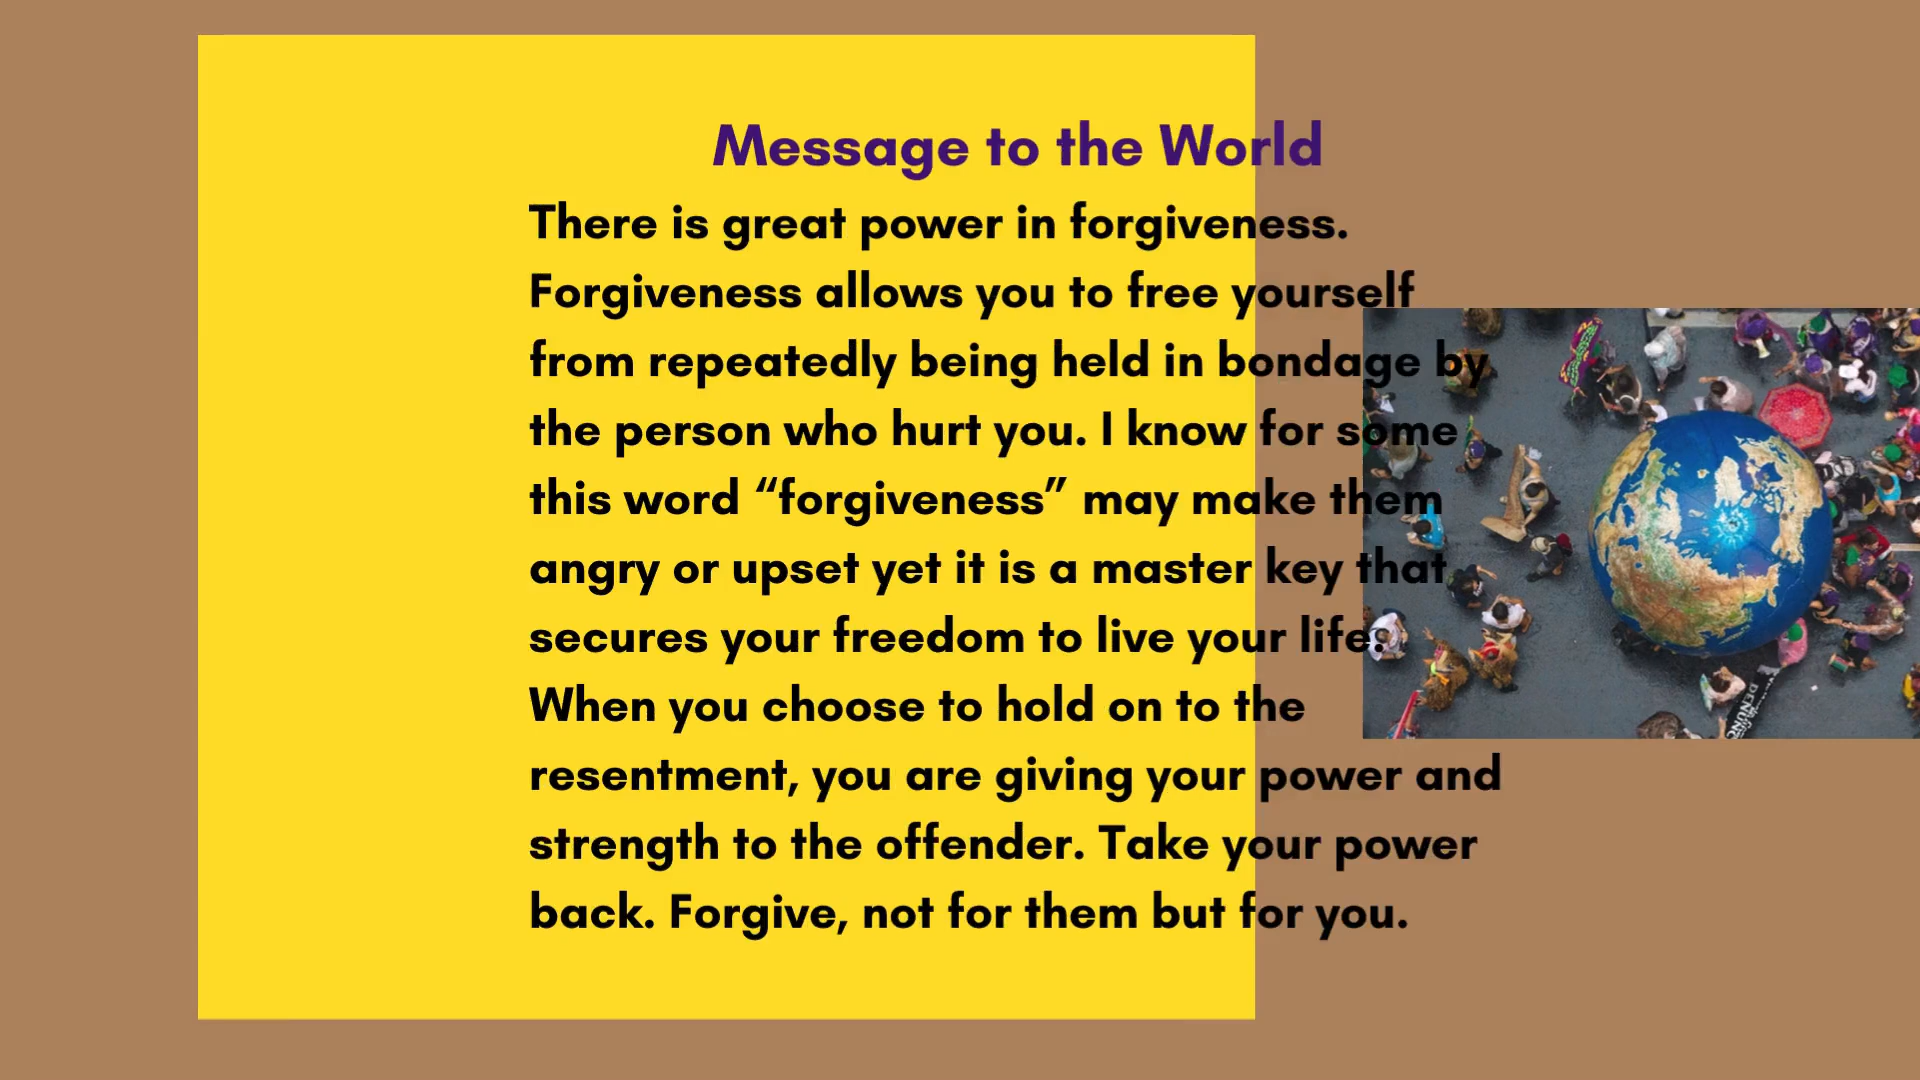 Message to the World
There is great power in forgiveness.
Forgiveness allows you to free yourself
from repeatedly being held in bondage by
the person who hurt you. I know for some
this word “forgiveness” may make them
angry or upset yet it is a master key that
secures your freedom to live your life.
When you choose to hold on to the
resentment, you are giving your power and
strength to the offender. Take your power
back. Forgive, not for them but for you.